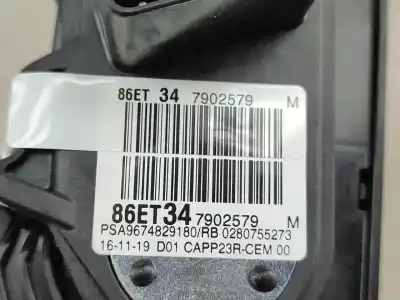 86ET 34 7902579 M
86ET34 7902579 M
PSA9674829180/RB 0280755273
16-11-19 D01 CAPP23R-CEM 00